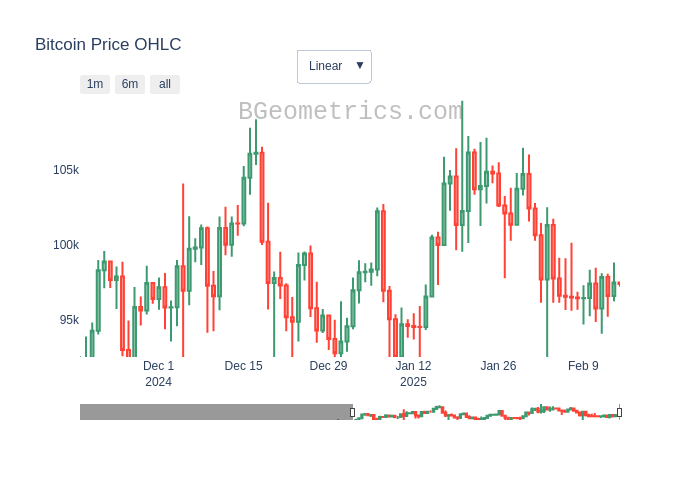 Bitcoin Price OHLC
Linear ▼
1m 6m all
BGeometrics.com
105k
100k
95k
Dec 1 Dec 15 Dec 29 Jan 12 Jan 26 Feb 9
2024 2025